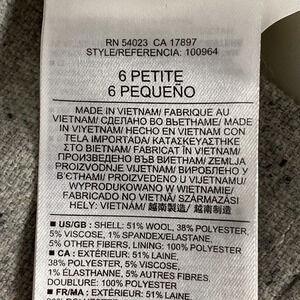 RN 54023 CA 17897
STYLE/REFERENCIA: 100964
6 PETITE
6 PEQUEÑO
MADE IN VIETNAM/ FABRIQUE AU
VIETNAM/ СДЕЛАНО ВО ВЬЕТНАМЕ/ MADE
IN VIYETNAM/ HECHO EN VIETNAM CON
TELA IMPORTADA/ ΚΑΤΑΣΚΕΥΑΣΤΗΚΕ
ΣΤΟ ΒΙΕΤΝΑΜ/ FABRICAT ÎN VIETNAM/
ПРОИЗВЕДЕНО ВЪВ ВИЕТНАМ/ ZEMLJA
PROIZVODNJE VIJETNAM/ ВИРОБЛЕНО У
В'ЄТНАМІ/ PROIZVEDENO U VIJETNAMU/
WYPRODUKOWANO W WIETNAMIE/
FABRICADO NO VIETNÃ/ SZÁRMAZÁSI
HELY: VIETNAM/ 越南製造/ 越南制造
■ US/GB : SHELL: 51% WOOL, 38% POLYESTER,
5% VISCOSE, 1% SPANDEX/ELASTANE,
5% OTHER FIBERS, LINING: 100% POLYESTER
■ CA : EXTÉRIEUR: 51% LAINE,
38% POLYESTER, 5% VISCOSE,
1% ÉLASTHANNE, 5% AUTRES FIBRES,
DOUBLURE: 100% POLYESTER
■ FR/MA : EXTÉRIEUR: 51% LAINE,